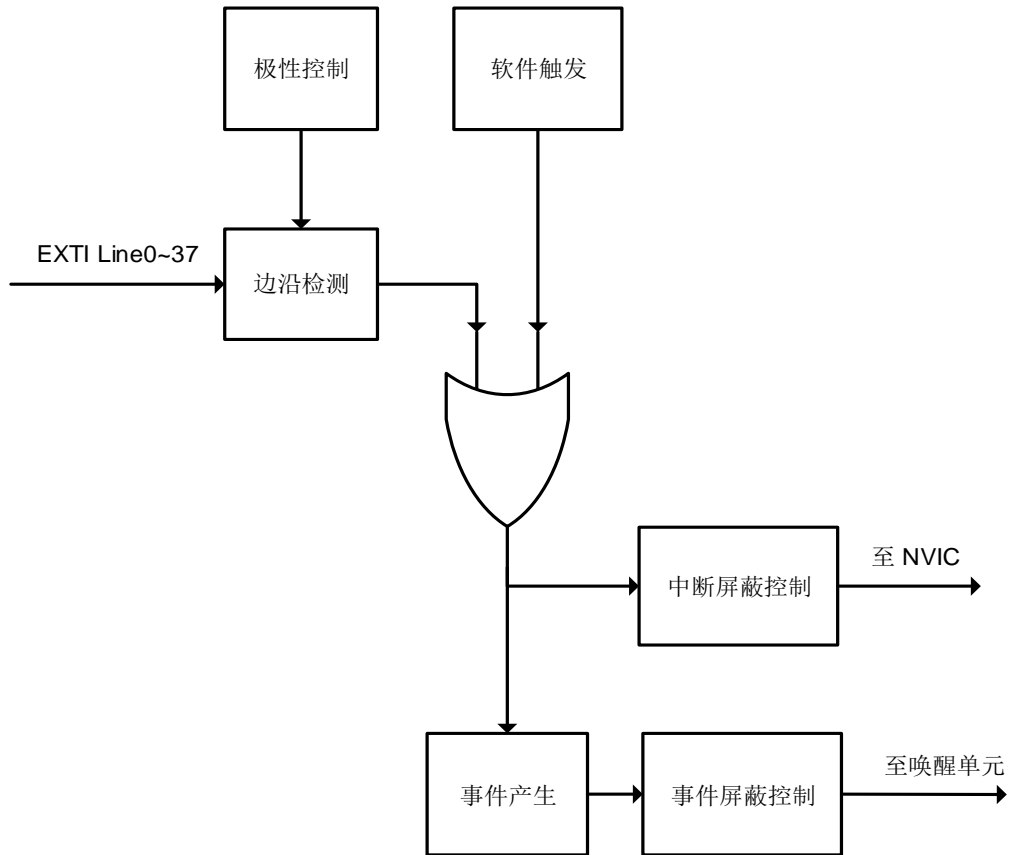 极性控制
软件触发
EXTI Line0~37
边沿检测
至 NVIC
中断屏蔽控制
至唤醒单元
事件产生
事件屏蔽控制